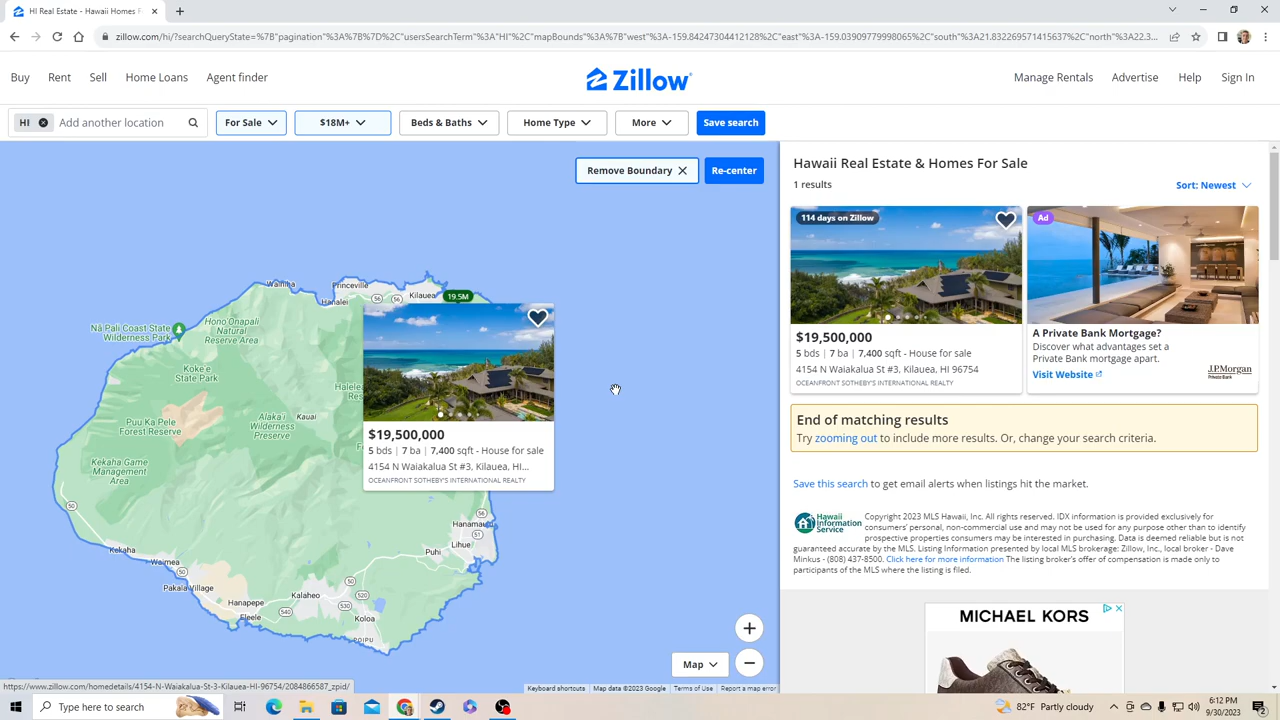 HI Real Estate - Hawaii Homes F
zillow.com/hi/?searchQueryState=%7B"pagination"%3A%7B%7D%2C"usersSearchTerm"%3A"HI"%2C"mapBounds"%3A%7B"west"%3A-159.84247304412128%2C"east"%3A-159.03909779998065%2C"south"%3A21.832269571415637%2C"north"%3A22.3...
Buy
Rent
Sell
Home Loans
Agent finder
Zillow
Manage Rentals
Advertise
Help
Sign In
HI
Add another location
For Sale
$18M+
Beds & Baths
Home Type
More
Save search
Remove Boundary
Re-center
Hawaii Real Estate & Homes For Sale
1 results
Sort: Newest
114 days on Zillow
Ad
$19,500,000
5 bds | 7 ba | 7,400 sqft - House for sale
4154 N Waiakalua St #3, Kilauea, HI 96754
OCEANFRONT SOTHEBY'S INTERNATIONAL REALTY
A Private Bank Mortgage?
Discover what advantages set a
Private Bank mortgage apart.
Visit Website
J.P.Morgan
Private Bank
End of matching results
Try zooming out to include more results. Or, change your search criteria.
Save this search to get email alerts when listings hit the market.
Hawaii
Information
Service
Copyright 2023 MLS Hawaii, Inc. All rights reserved. IDX information is provided exclusively for
consumers' personal, non-commercial use and may not be used for any purpose other than to identify
prospective properties consumers may be interested in purchasing. Data is deemed reliable but is not
guaranteed accurate by the MLS. Listing Information presented by local MLS brokerage: Zillow, Inc., local broker - Dave
Minkus - (808) 437-8500. Click here for more information The listing broker's offer of compensation is made only to
participants of the MLS where the listing is filed.
MICHAEL KORS
Wainiha
Princeville
Hanalei
56
56
Kilauea
19.5M
Nā Pali Coast State
Wilderness Park
Hono Onapali
Natural
Reserve Area
Koke'e
State Park
Halele
F
Kauai
Alaka'i
Wilderness
Preserve
Puu Ka Pele
Forest Reserve
Kekaha Game
Management
Area
$19,500,000
5 bds | 7 ba | 7,400 sqft - House for sale
4154 N Waiakalua St #3, Kilauea, HI...
OCEANFRONT SOTHEBY'S INTERNATIONAL REALTY
50
56
Hanamaulu
51
Lihue
Puhi
Kekaha
Waimea
50
Pakala Village
Hanapepe
Eleele
540
Kalaheo
50
530
520
Koloa
POIPU
Map
Keyboard shortcuts
Map data ©2023 Google
Terms of Use
Report a map error
https://www.zillow.com/homedetails/4154-N-Waiakalua-St-3-Kilauea-HI-96754/2084866587_zpid/
Type here to search
82°F Partly cloudy
6:12 PM
9/30/2023